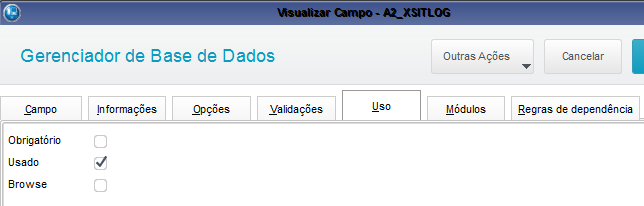 Visualizar Campo - A2_XSITLOG
Gerenciador de Base de Dados
Outras Ações
Cancelar
Campo
Informações
Opções
Validações
Uso
Módulos
Regras de dependência
Obrigatório
Usado
Browse